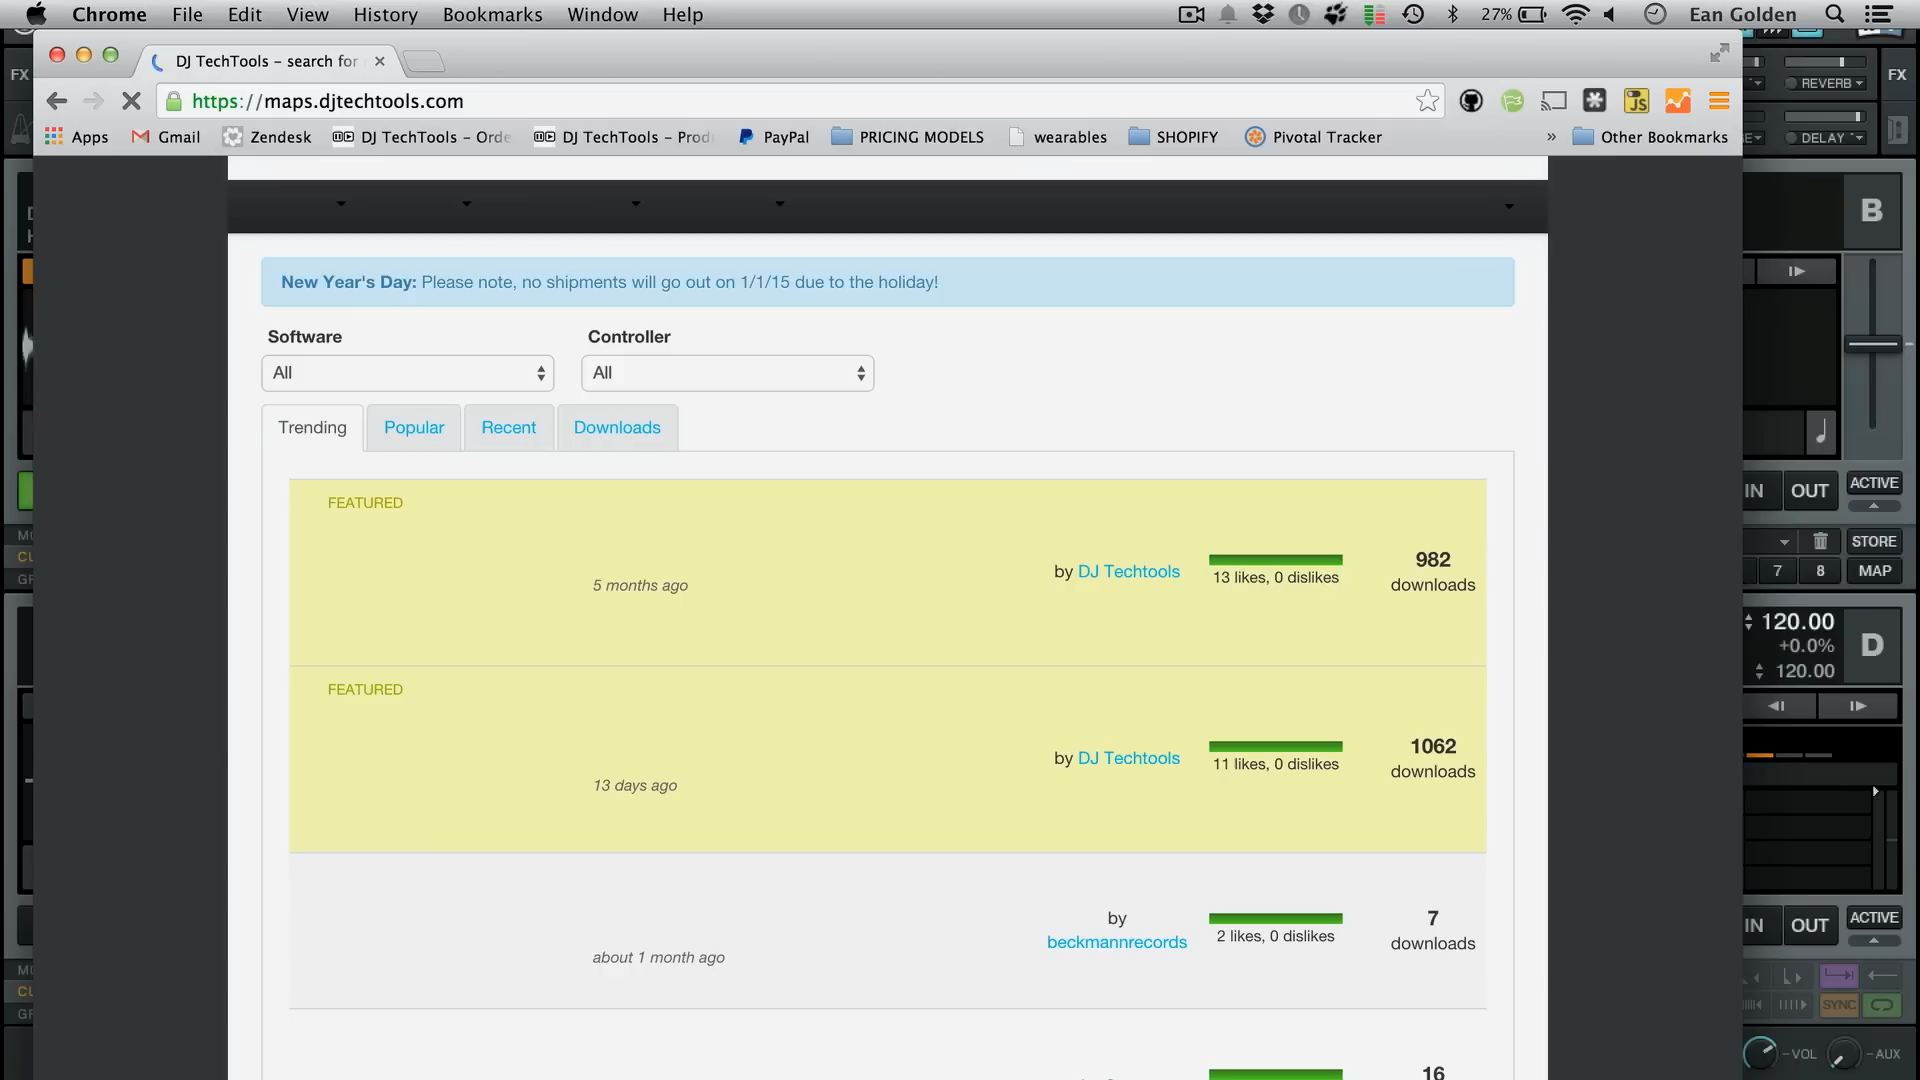 Chrome File Edit View History Bookmarks Window Help 27% Ean Golden
DJ TechTools – search for
https://maps.djtechtools.com
Apps Gmail Zendesk DJ TechTools – Orde DJ TechTools – Prod PayPal PRICING MODELS wearables SHOPIFY Pivotal Tracker » Other Bookmarks
FX
REVERB
FX
DELAY
B
New Year's Day: Please note, no shipments will go out on 1/1/15 due to the holiday!
Software Controller
All All
Trending Popular Recent Downloads
FEATURED
5 months ago
by DJ Techtools
13 likes, 0 dislikes
982
downloads
FEATURED
13 days ago
by DJ Techtools
11 likes, 0 dislikes
1062
downloads
about 1 month ago
by
beckmannrecords
2 likes, 0 dislikes
7
downloads
16
IN OUT ACTIVE
STORE
7 8 MAP
120.00
+0.0%
120.00
D
IN OUT ACTIVE
SYNC
VOL AUX